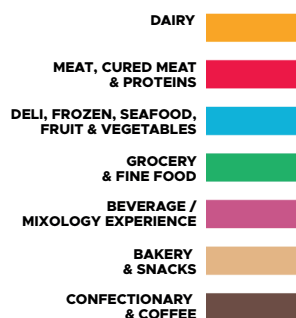 DAIRY
MEAT, CURED MEAT
& PROTEINS
DELI, FROZEN, SEAFOOD,
FRUIT & VEGETABLES
GROCERY
& FINE FOOD
BEVERAGE /
MIXOLOGY EXPERIENCE
BAKERY
& SNACKS
CONFECTIONARY
& COFFEE